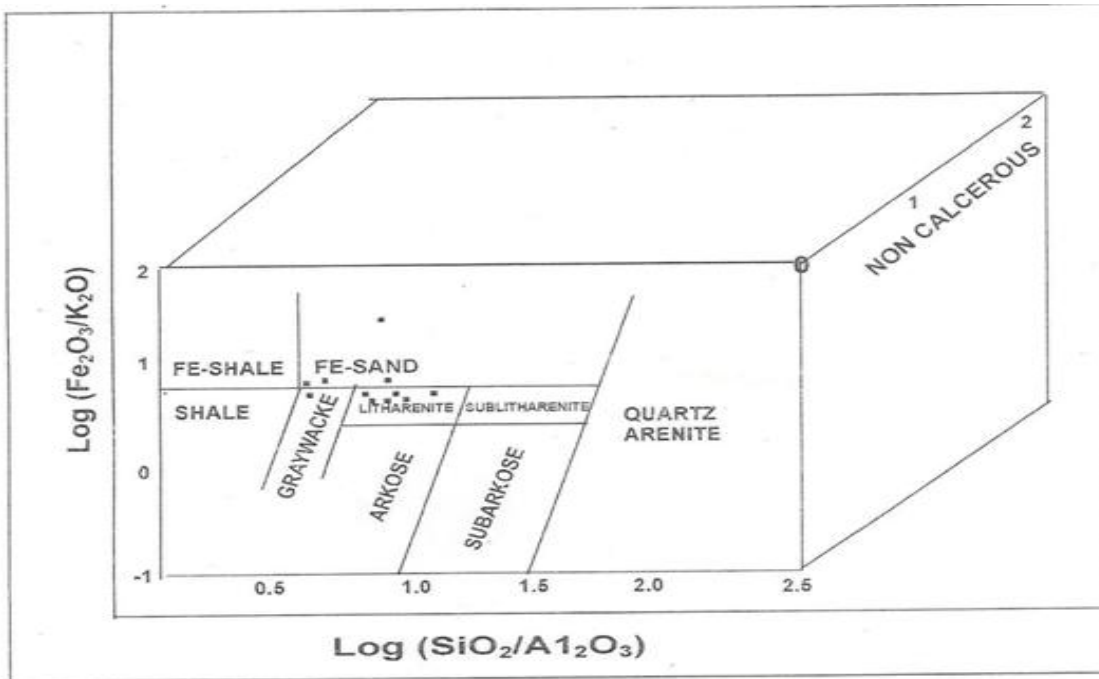 2
1
NON CALCEROUS
0
Log (Fe₂O₃/K₂O)
2
1
0
-1
FE-SHALE
FE-SAND
SHALE
GRAYWACKE
LITHARENITE
SUBLITHARENITE
QUARTZ
ARENITE
ARKOSE
SUBARKOSE
0.5
1.0
1.5
2.0
2.5
Log (SiO₂/A1₂O₃)